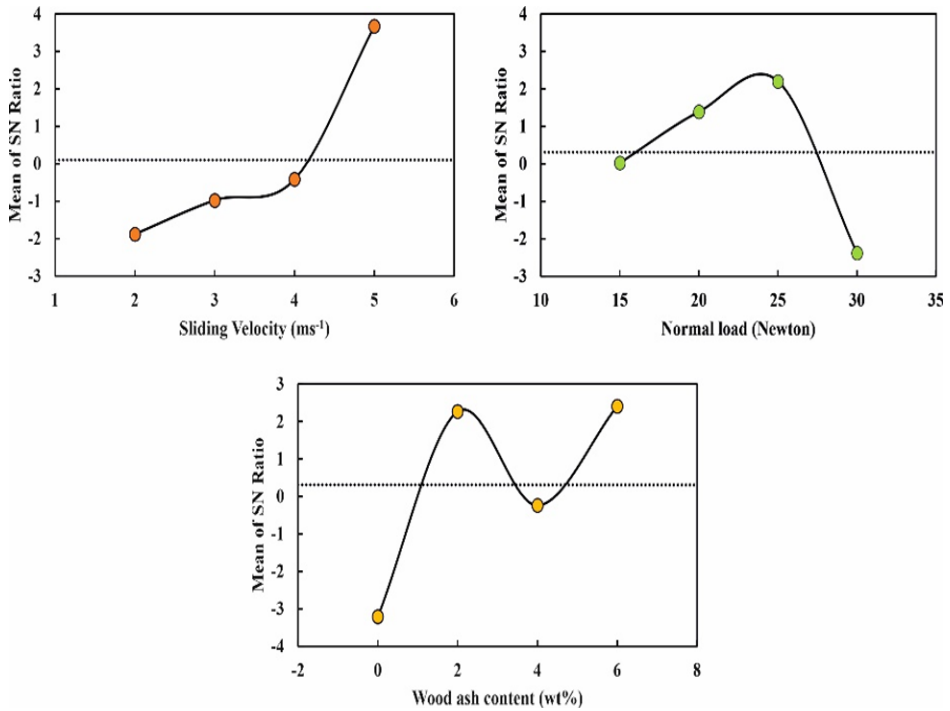 4
3
2
1
0
-1
-2
-3
Mean of SN Ratio
1 2 3 4 5 6
Sliding Velocity (ms⁻¹)
4
3
2
1
0
-1
-2
-3
Mean of SN Ratio
10 15 20 25 30 35
Normal load (Newton)
3
2
1
0
-1
-2
-3
-4
Mean of SN Ratio
-2 0 2 4 6 8
Wood ash content (wt%)